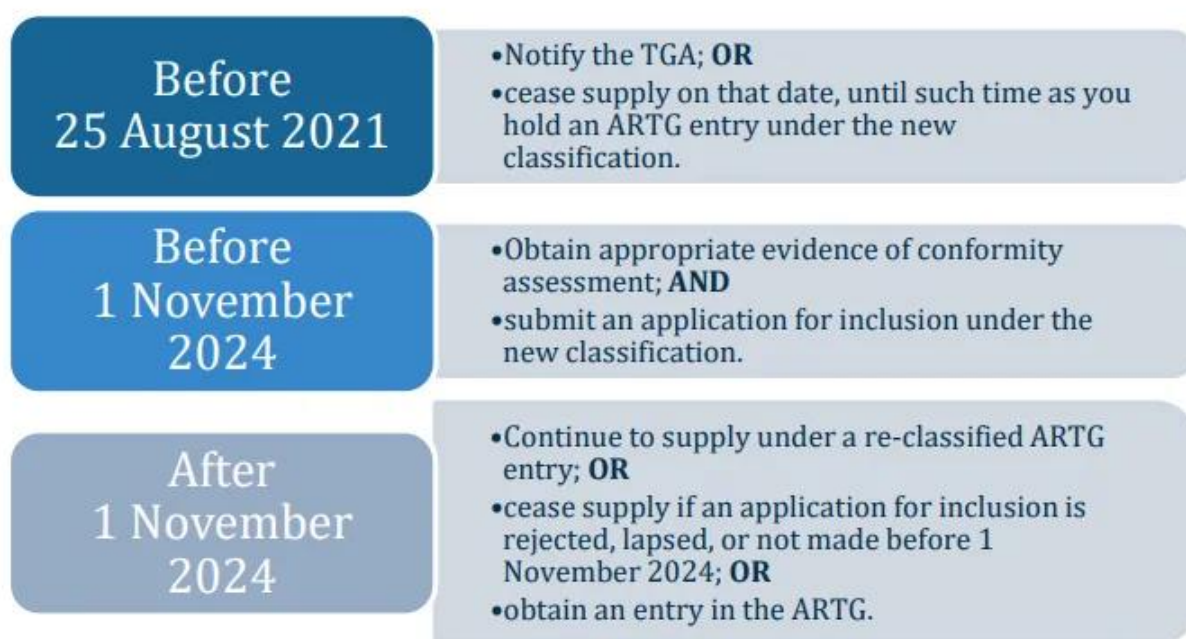 Before
25 August 2021
•Notify the TGA; OR
•cease supply on that date, until such time as you
hold an ARTG entry under the new
classification.
Before
1 November
2024
•Obtain appropriate evidence of conformity
assessment; AND
•submit an application for inclusion under the
new classification.
After
1 November
2024
•Continue to supply under a re-classified ARTG
entry; OR
•cease supply if an application for inclusion is
rejected, lapsed, or not made before 1
November 2024; OR
•obtain an entry in the ARTG.